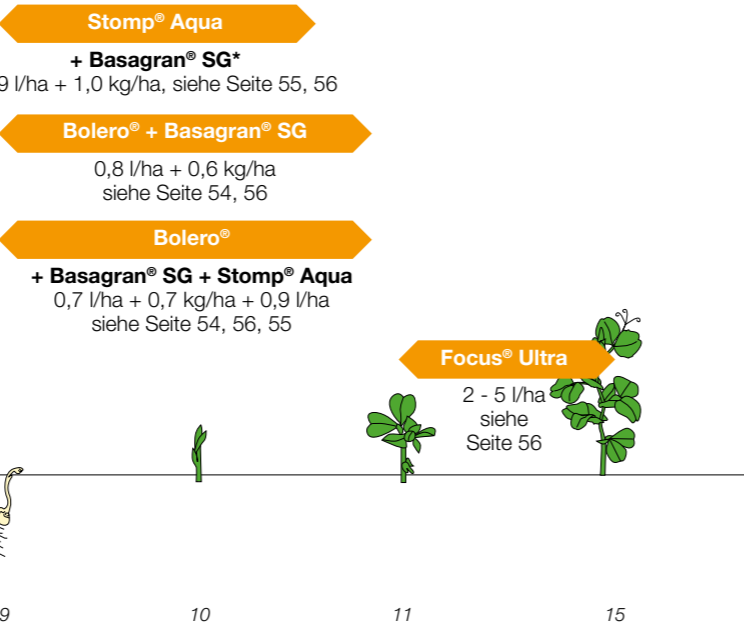 Stomp® Aqua
+ Basagran® SG*
9 l/ha + 1,0 kg/ha, siehe Seite 55, 56
Bolero® + Basagran® SG
0,8 l/ha + 0,6 kg/ha
siehe Seite 54, 56
Bolero®
+ Basagran® SG + Stomp® Aqua
0,7 l/ha + 0,7 kg/ha + 0,9 l/ha
siehe Seite 54, 56, 55
Focus® Ultra
2 - 5 l/ha
siehe
Seite 56
9 10 11 15